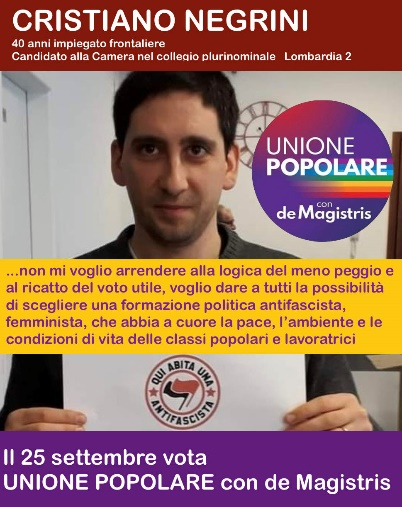 CRISTIANO NEGRINI
40 anni impiegato frontaliere
Candidato alla Camera nel collegio plurinominale Lombardia 2
UNIONE
POPOLARE
con
de Magistris
...non mi voglio arrendere alla logica del meno peggio e
al ricatto del voto utile, voglio dare a tutti la possibilità
di scegliere una formazione politica antifascista,
femminista, che abbia a cuore la pace, l'ambiente e le
condizioni di vita delle classi popolari e lavoratrici
QUI ABITA UNA
ANTIFASCISTA
Il 25 settembre vota
UNIONE POPOLARE con de Magistris